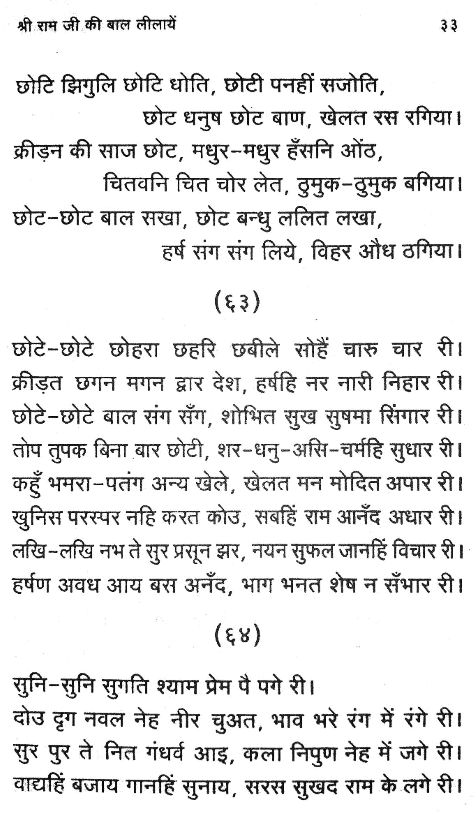 श्री राम जी की बाल लीलायें ३३
छोटि झिगुलि छोटि धोति, छोटी पनहीं सजोति,
छोट धनुष छोट बाण, खेलत रस रगिया।
क्रीड़न की साज छोट, मधुर-मधुर हँसनि ओंठ,
चितवनि चित चोर लेत, ठुमुक-ठुमुक बगिया।
छोट-छोट बाल सखा, छोट बन्धु ललित लखा,
हर्ष संग संग लिये, विहर औध ठगिया।
(६३)
छोटे-छोटे छोहरा छहरि छबीले सोहैं चारु चार री।
क्रीड़त छगन मगन द्वार देश, हर्षहि नर नारी निहार री।
छोटे-छोटे बाल संग सँग, शोभित सुख सुषमा सिंगार री।
तोप तुपक बिना बार छोटी, शर-धनु-असि-चर्महि सुधार री।
कहुँ भमरा-पतंग अन्य खेले, खेलत मन मोदित अपार री।
खुनिस परस्पर नहि करत कोउ, सबहिं राम आनँद अधार री।
लखि-लखि नभ ते सुर प्रसून झर, नयन सुफल जानहिं विचार री।
हर्षण अवध आय बस अनँद, भाग भनत शेष न सँभार री।
(६४)
सुनि-सुनि सुगति श्याम प्रेम पै पगे री।
दोउ दृग नवल नेह नीर चुअत, भाव भरे रंग में रंगे री।
सुर पुर ते नित गंधर्व आइ, कला निपुण नेह में जगे री।
वाद्यहिं बजाय गानहिं सुनाय, सरस सुखद राम के लगे री।